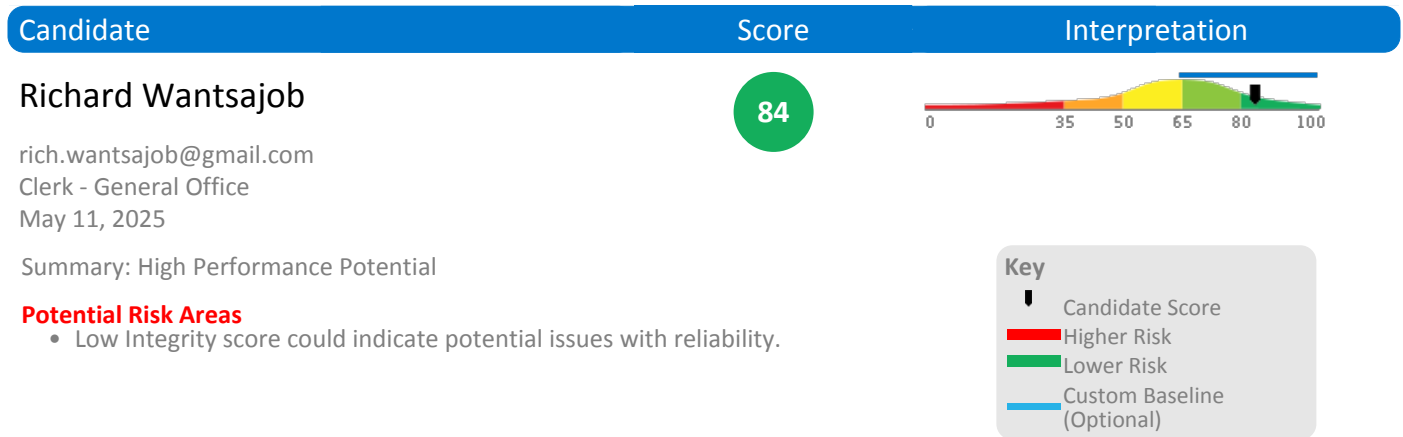 Candidate Score Interpretation
Richard Wantsajob
84
0 35 50 65 80 100
rich.wantsajob@gmail.com
Clerk - General Office
May 11, 2025
Summary: High Performance Potential
Potential Risk Areas
• Low Integrity score could indicate potential issues with reliability.
Key
Candidate Score
Higher Risk
Lower Risk
Custom Baseline
(Optional)